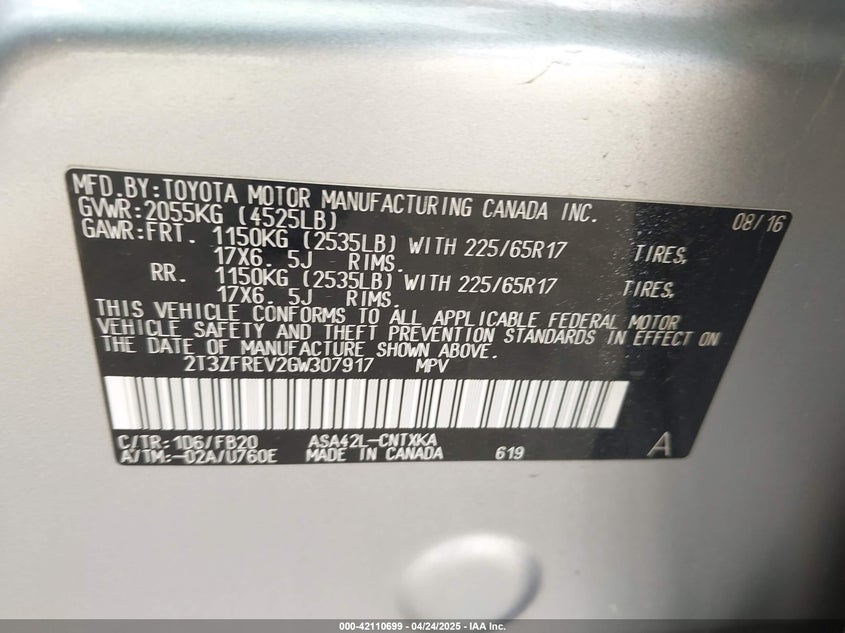 MFD.BY:TOYOTA MOTOR MANUFACTURING CANADA INC. 08/16
GVWR:2055KG (4525LB)
GAWR:FRT. 1150KG (2535LB) WITH 225/65R17 TIRES,
17X6. 5J RIMS.
RR. 1150KG (2535LB) WITH 225/65R17 TIRES,
17X6. 5J RIMS.
THIS VEHICLE CONFORMS TO ALL APPLICABLE FEDERAL MOTOR
VEHICLE SAFETY AND THEFT PREVENTION STANDARDS IN EFFECT ON
THE DATE OF MANUFACTURE SHOWN ABOVE.
2T3ZFREV2GW307917 MPV
C/TR:1D6/FB20 ASA42L-CNTXKA A
A/TM:-02A/U760E MADE IN CANADA 619
000-42110699 - 04/24/2025 - IAA Inc.